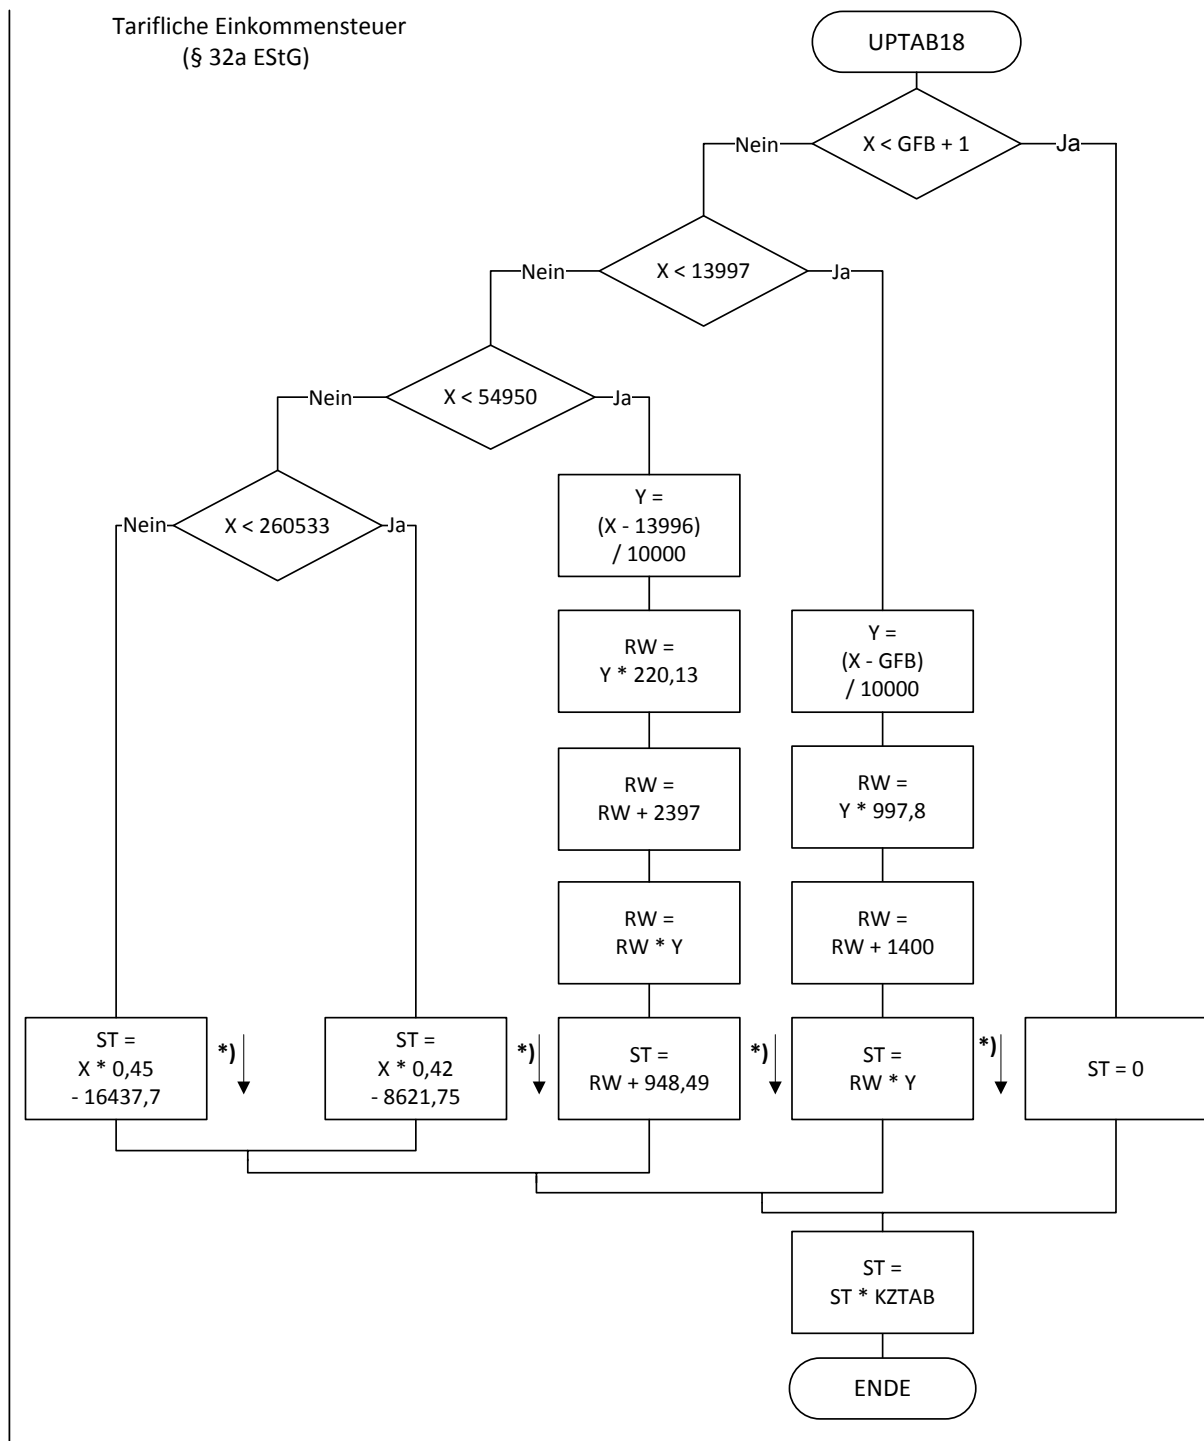 Tarifliche Einkommensteuer
(§ 32a EStG)
UPTAB18
X < GFB + 1
Nein
Ja
X < 13997
Nein
Ja
X < 54950
Nein
Ja
X < 260533
Nein
Ja
Y =
(X - 13996)
/ 10000
RW =
Y * 220,13
RW =
RW + 2397
RW =
RW * Y
Y =
(X - GFB)
/ 10000
RW =
Y * 997,8
RW =
RW + 1400
ST =
X * 0,45
- 16437,7
*)
ST =
X * 0,42
- 8621,75
*)
ST =
RW + 948,49
*)
ST =
RW * Y
*)
ST = 0
ST =
ST * KZTAB
ENDE